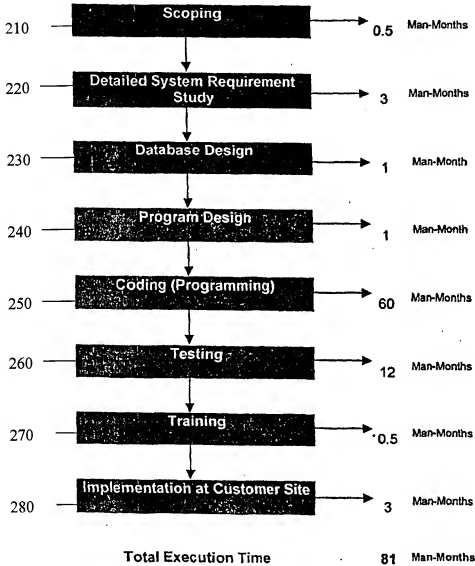 210 Scoping 0.5 Man-Months
220 Detailed System Requirement
Study 3 Man-Months
230 Database Design 1 Man-Month
240 Program Design 1 Man-Month
250 Coding (Programming) 60 Man-Months
260 Testing 12 Man-Months
270 Training 0.5 Man-Months
280 Implementation at Customer Site 3 Man-Months
Total Execution Time 81 Man-Months